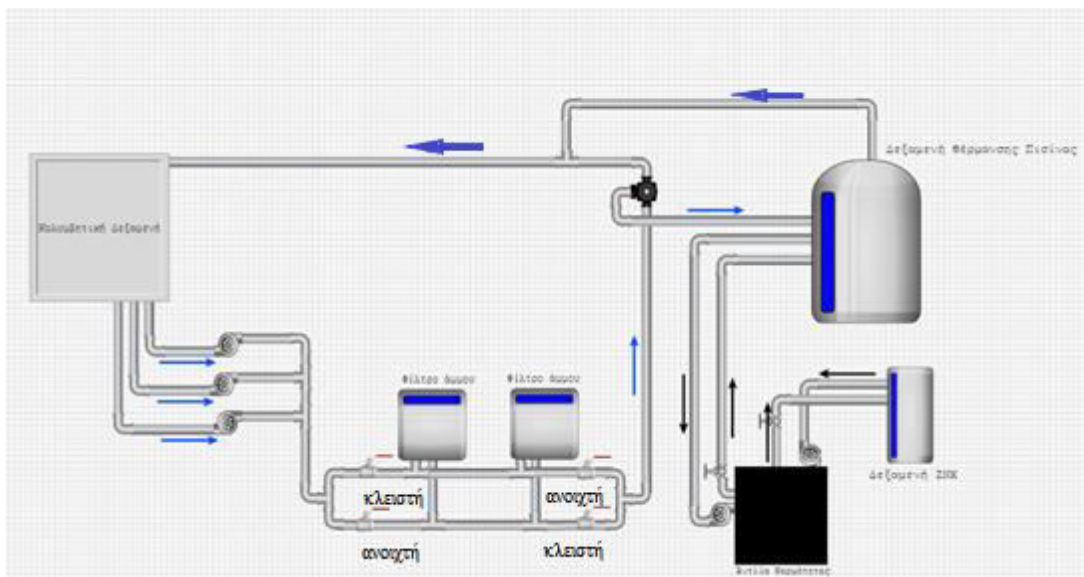 Δεξαμενή Θέρμανσης Πισίνας
Κολυμβητική Δεξαμενή
Φίλτρο άμμου
Φίλτρο άμμου
κλειστή
ανοιχτή
ανοιχτή
κλειστή
Δεξαμενή ΖΝΧ
Αντλία Θερμότητας